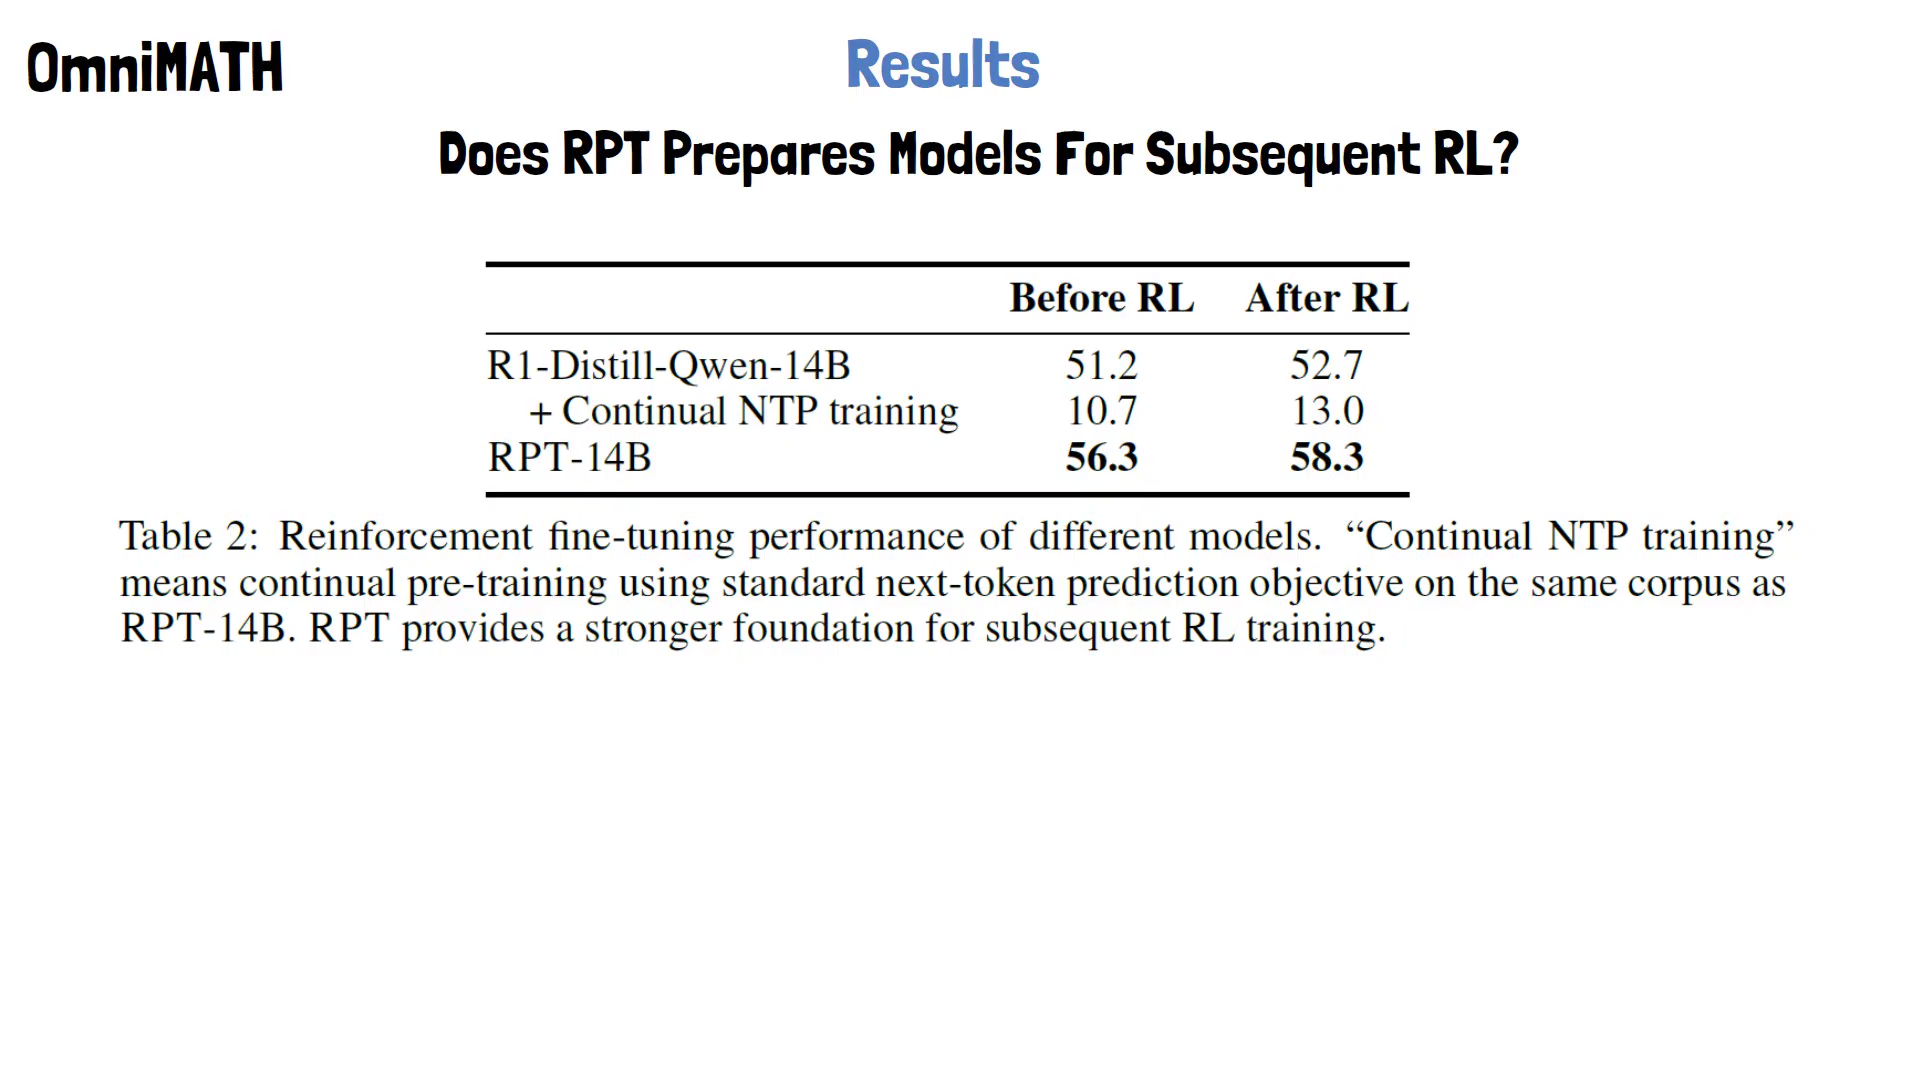 OmniMATH
Results
Does RPT Prepares Models For Subsequent RL?
Before RL After RL
R1-Distill-Qwen-14B 51.2 52.7
+ Continual NTP training 10.7 13.0
RPT-14B 56.3 58.3
Table 2: Reinforcement fine-tuning performance of different models. “Continual NTP training”
means continual pre-training using standard next-token prediction objective on the same corpus as
RPT-14B. RPT provides a stronger foundation for subsequent RL training.